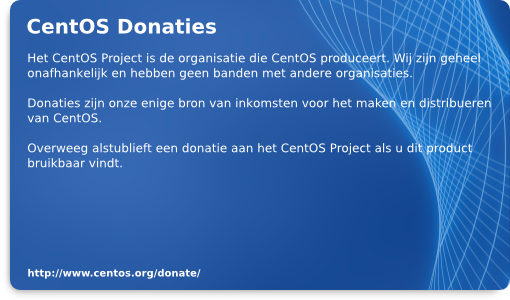 CentOS Donaties
Het CentOS Project is de organisatie die CentOS produceert. Wij zijn geheel
onafhankelijk en hebben geen banden met andere organisaties.
Donaties zijn onze enige bron van inkomsten voor het maken en distribueren
van CentOS.
Overweeg alstublieft een donatie aan het CentOS Project als u dit product
bruikbaar vindt.
http://www.centos.org/donate/